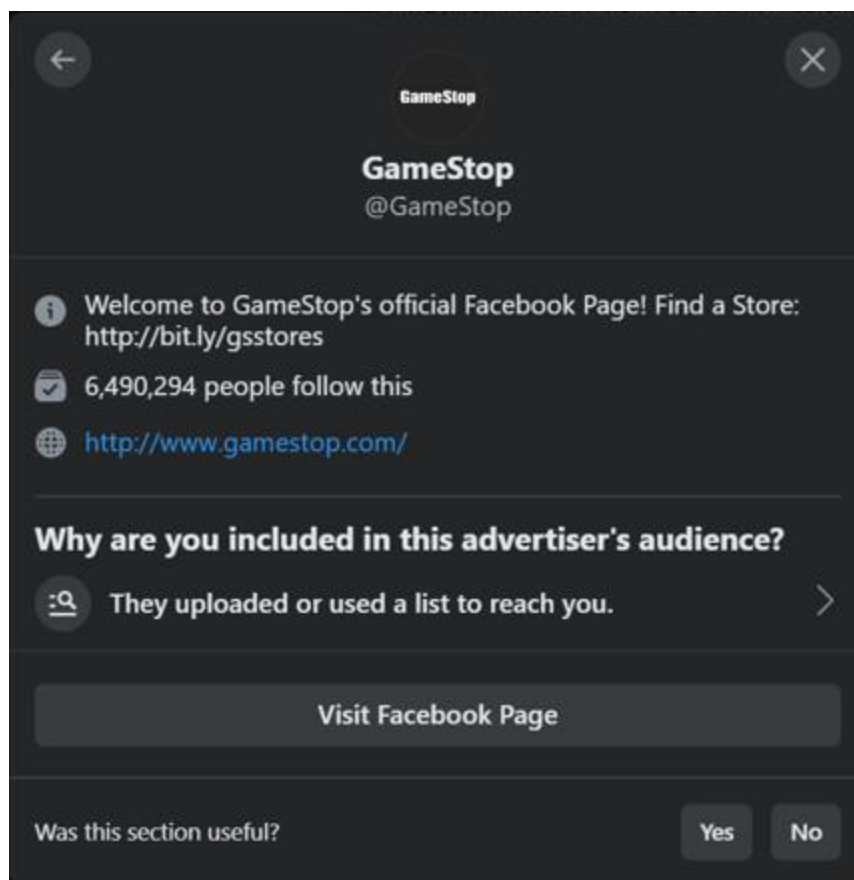 GameStop
GameStop
@GameStop
Welcome to GameStop's official Facebook Page! Find a Store:
http://bit.ly/gsstores
6,490,294 people follow this
http://www.gamestop.com/
Why are you included in this advertiser's audience?
They uploaded or used a list to reach you.
Visit Facebook Page
Was this section useful?
Yes
No